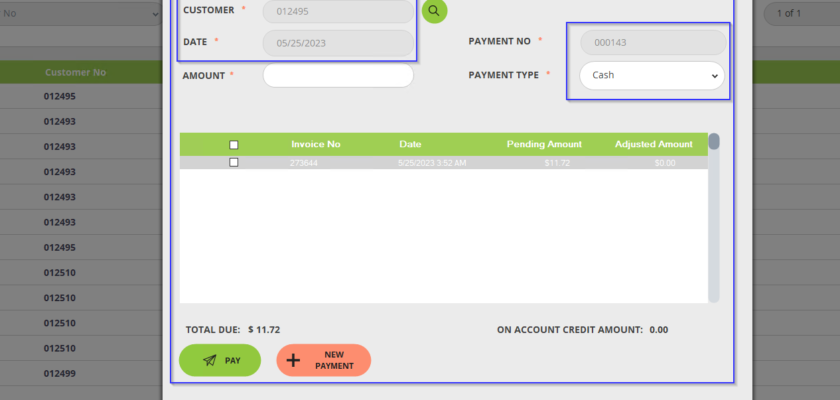 No
1 of 1
CUSTOMER *
012495
DATE *
05/25/2023
PAYMENT NO *
000143
AMOUNT *
PAYMENT TYPE *
Cash
Customer No
012495
012493
012493
012493
012493
012493
012495
012510
012510
012510
012510
012499
Invoice No Date Pending Amount Adjusted Amount
273644 5/25/2023 3:52 AM $11.72 $0.00
TOTAL DUE: $ 11.72
ON ACCOUNT CREDIT AMOUNT: 0.00
PAY
NEW
PAYMENT